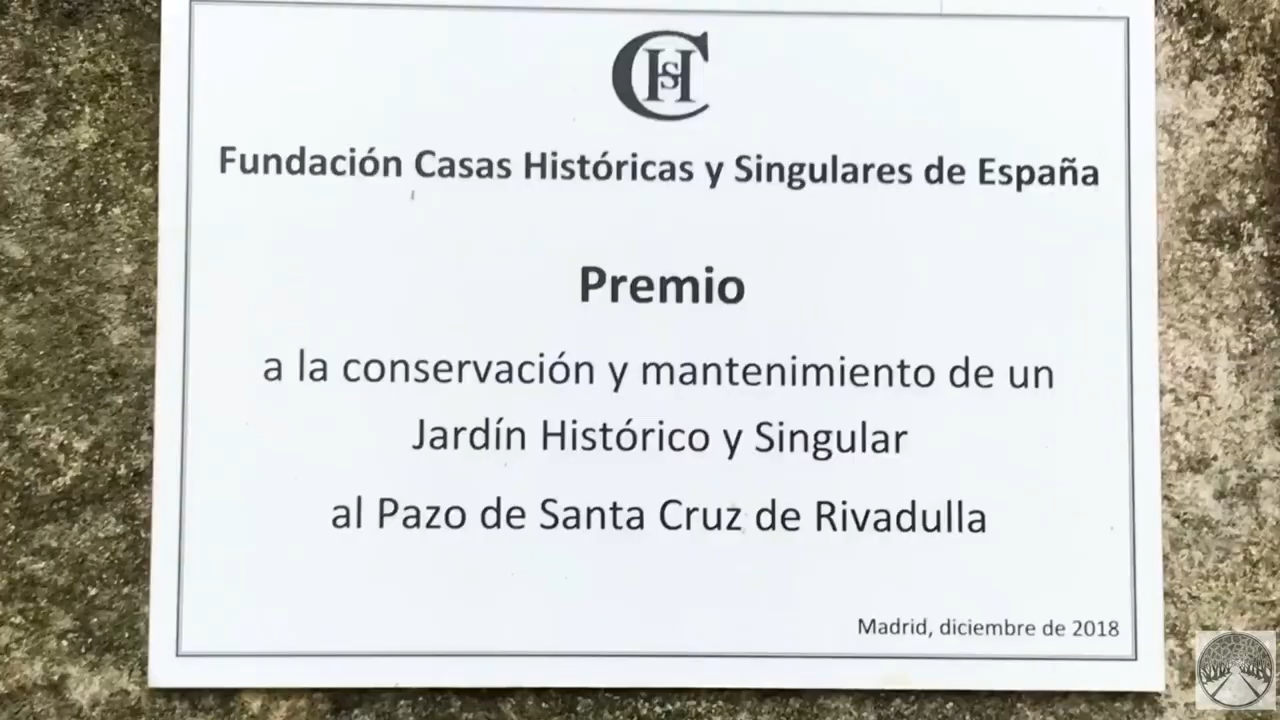 CHS
Fundación Casas Históricas y Singulares de España
Premio
a la conservación y mantenimiento de un
Jardín Histórico y Singular
al Pazo de Santa Cruz de Rivadulla
Madrid, diciembre de 2018